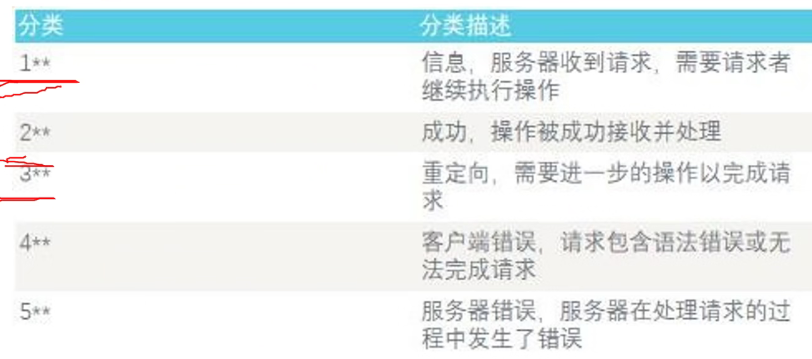 分类 分类描述
1** 信息，服务器收到请求，需要请求者
继续执行操作
2** 成功，操作被成功接收并处理
3** 重定向，需要进一步的操作以完成请
求
4** 客户端错误，请求包含语法错误或无
法完成请求
5** 服务器错误，服务器在处理请求的过
程中发生了错误